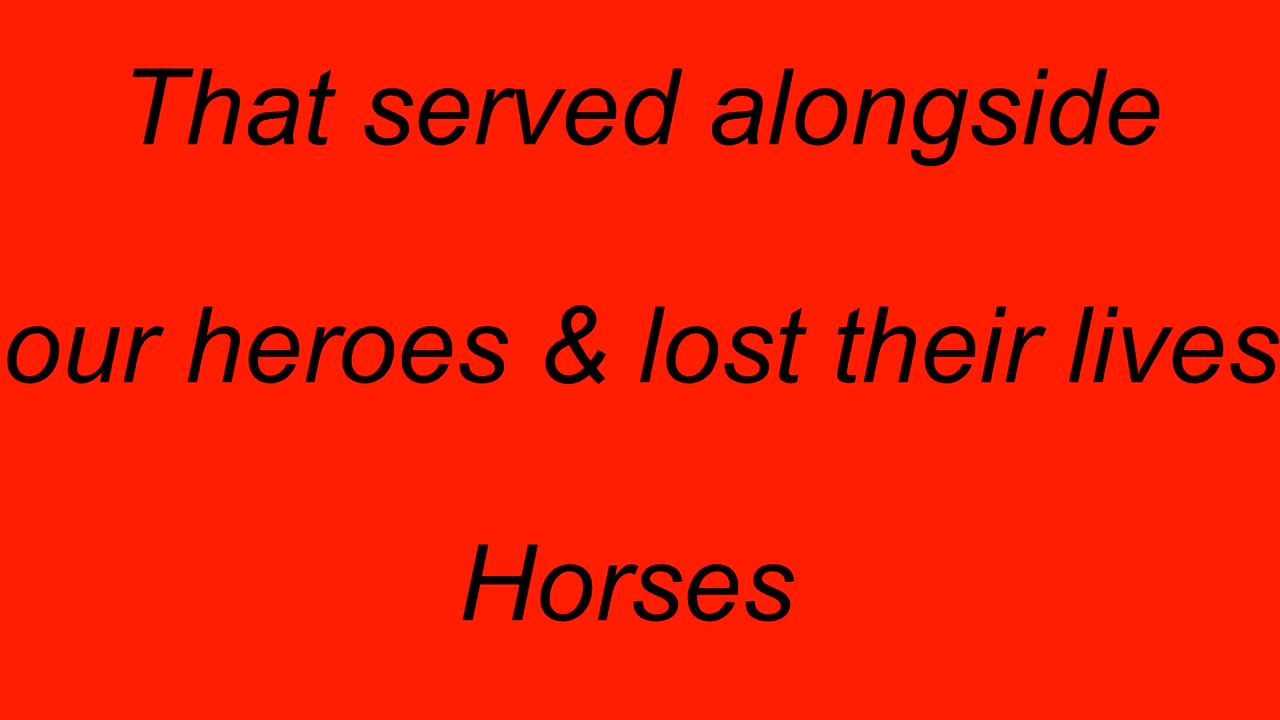 That served alongside
our heroes & lost their lives
Horses